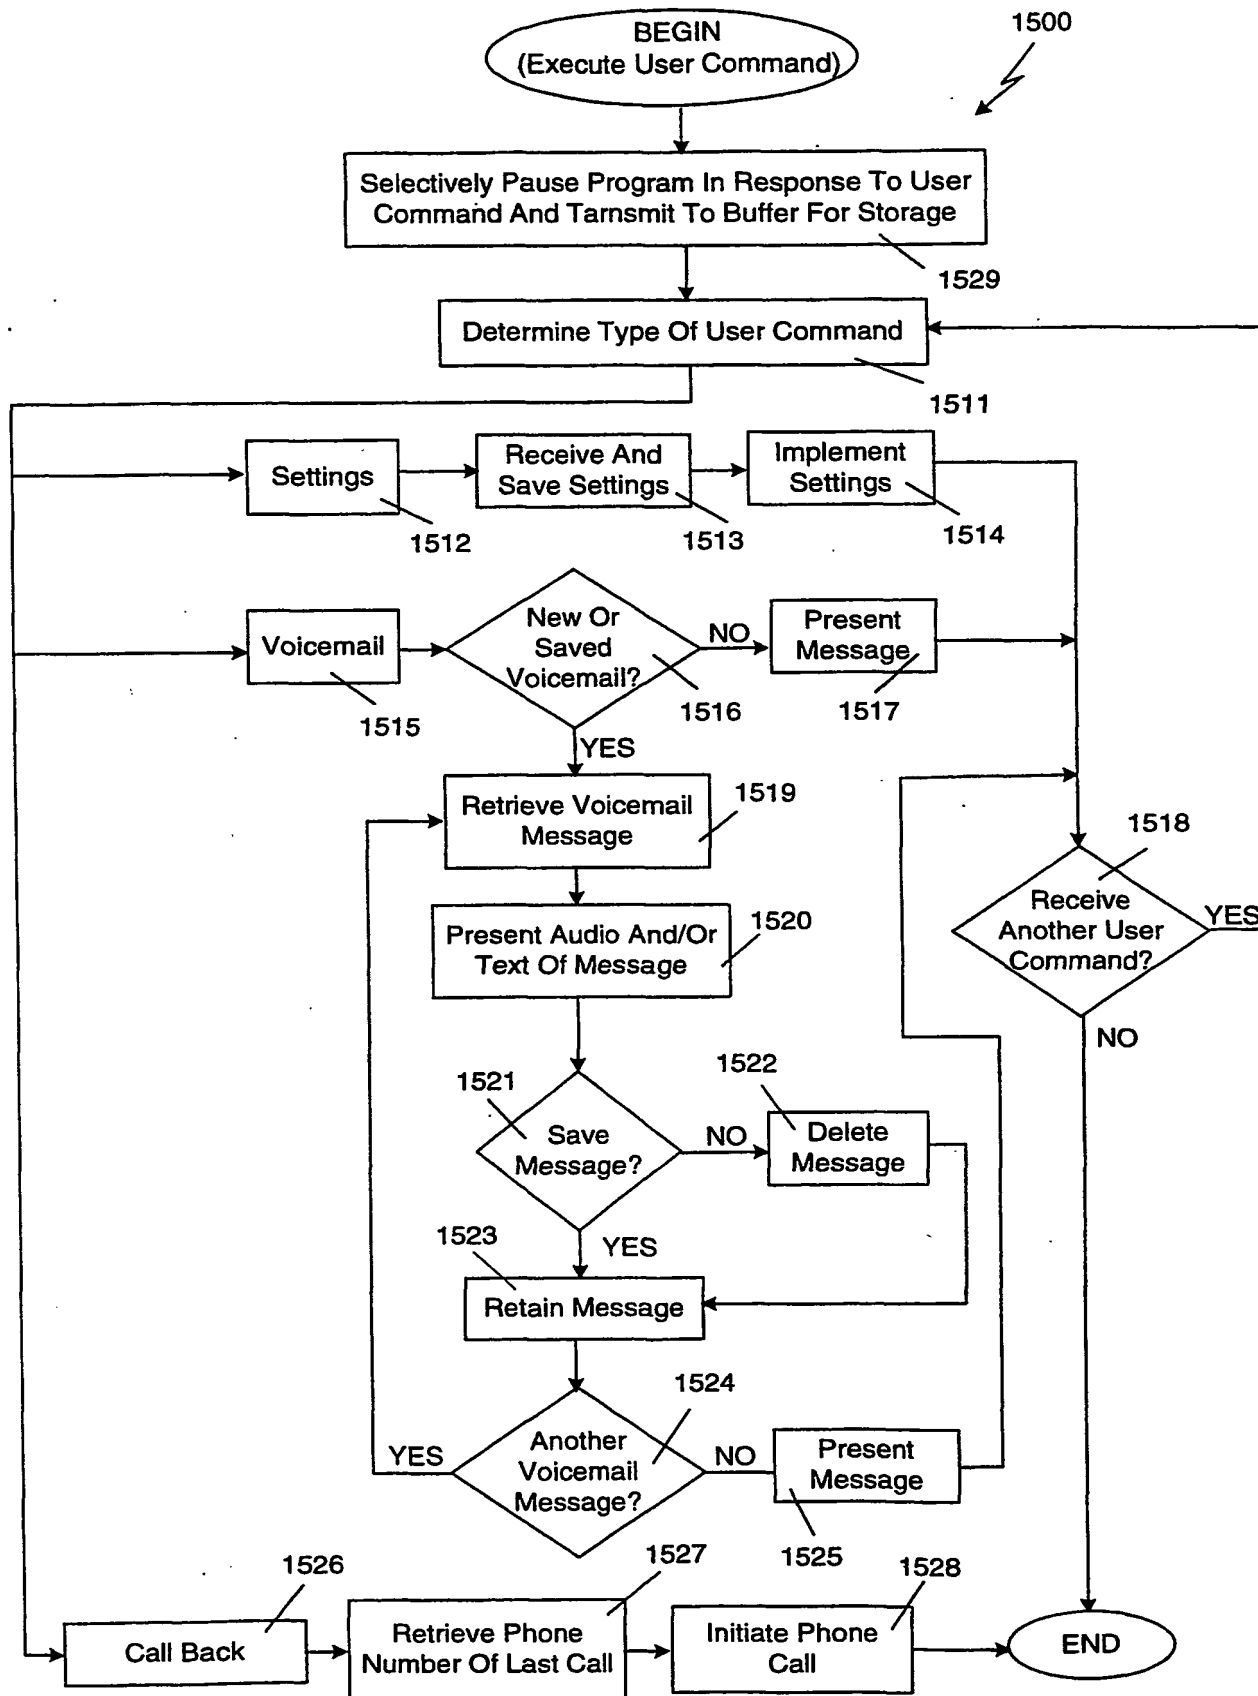 BEGIN
(Execute User Command)
1500
Selectively Pause Program In Response To User
Command And Tarnsmit To Buffer For Storage
1529
Determine Type Of User Command
1511
Settings
1512
Receive And
Save Settings
1513
Implement
Settings
1514
Voicemail
1515
New Or
Saved
Voicemail?
1516
NO
Present
Message
1517
YES
Retrieve Voicemail
Message
1519
1518
Receive
Another User
Command?
YES
NO
Present Audio And/Or
Text Of Message
1520
1521
Save
Message?
NO
1522
Delete
Message
YES
1523
Retain Message
1524
Another
Voicemail
Message?
YES
NO
Present
Message
1525
1526
Call Back
1527
Retrieve Phone
Number Of Last Call
1528
Initiate Phone
Call
END